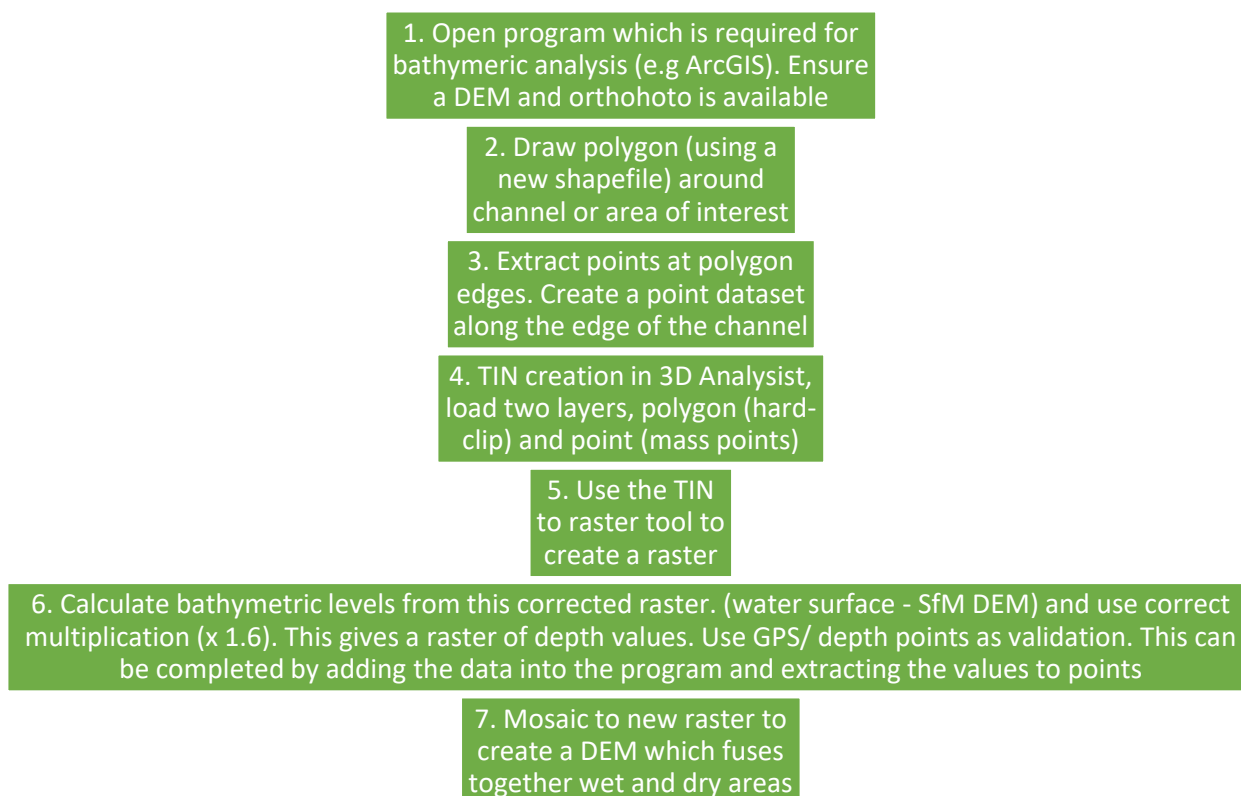 1. Open program which is required for
bathymeric analysis (e.g ArcGIS). Ensure
a DEM and orthohoto is available
2. Draw polygon (using a
new shapefile) around
channel or area of interest
3. Extract points at polygon
edges. Create a point dataset
along the edge of the channel
4. TIN creation in 3D Analysist,
load two layers, polygon (hard-
clip) and point (mass points)
5. Use the TIN
to raster tool to
create a raster
6. Calculate bathymetric levels from this corrected raster. (water surface - SfM DEM) and use correct
multiplication (x 1.6). This gives a raster of depth values. Use GPS/ depth points as validation. This can
be completed by adding the data into the program and extracting the values to points
7. Mosaic to new raster to
create a DEM which fuses
together wet and dry areas